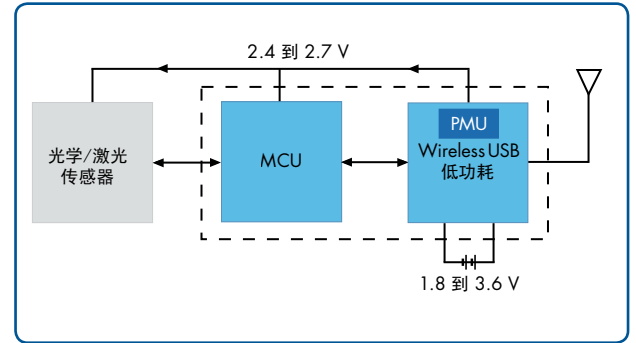 2.4 到 2.7 V
光学/激光
传感器
MCU
PMU
Wireless USB
低功耗
1.8 到 3.6 V